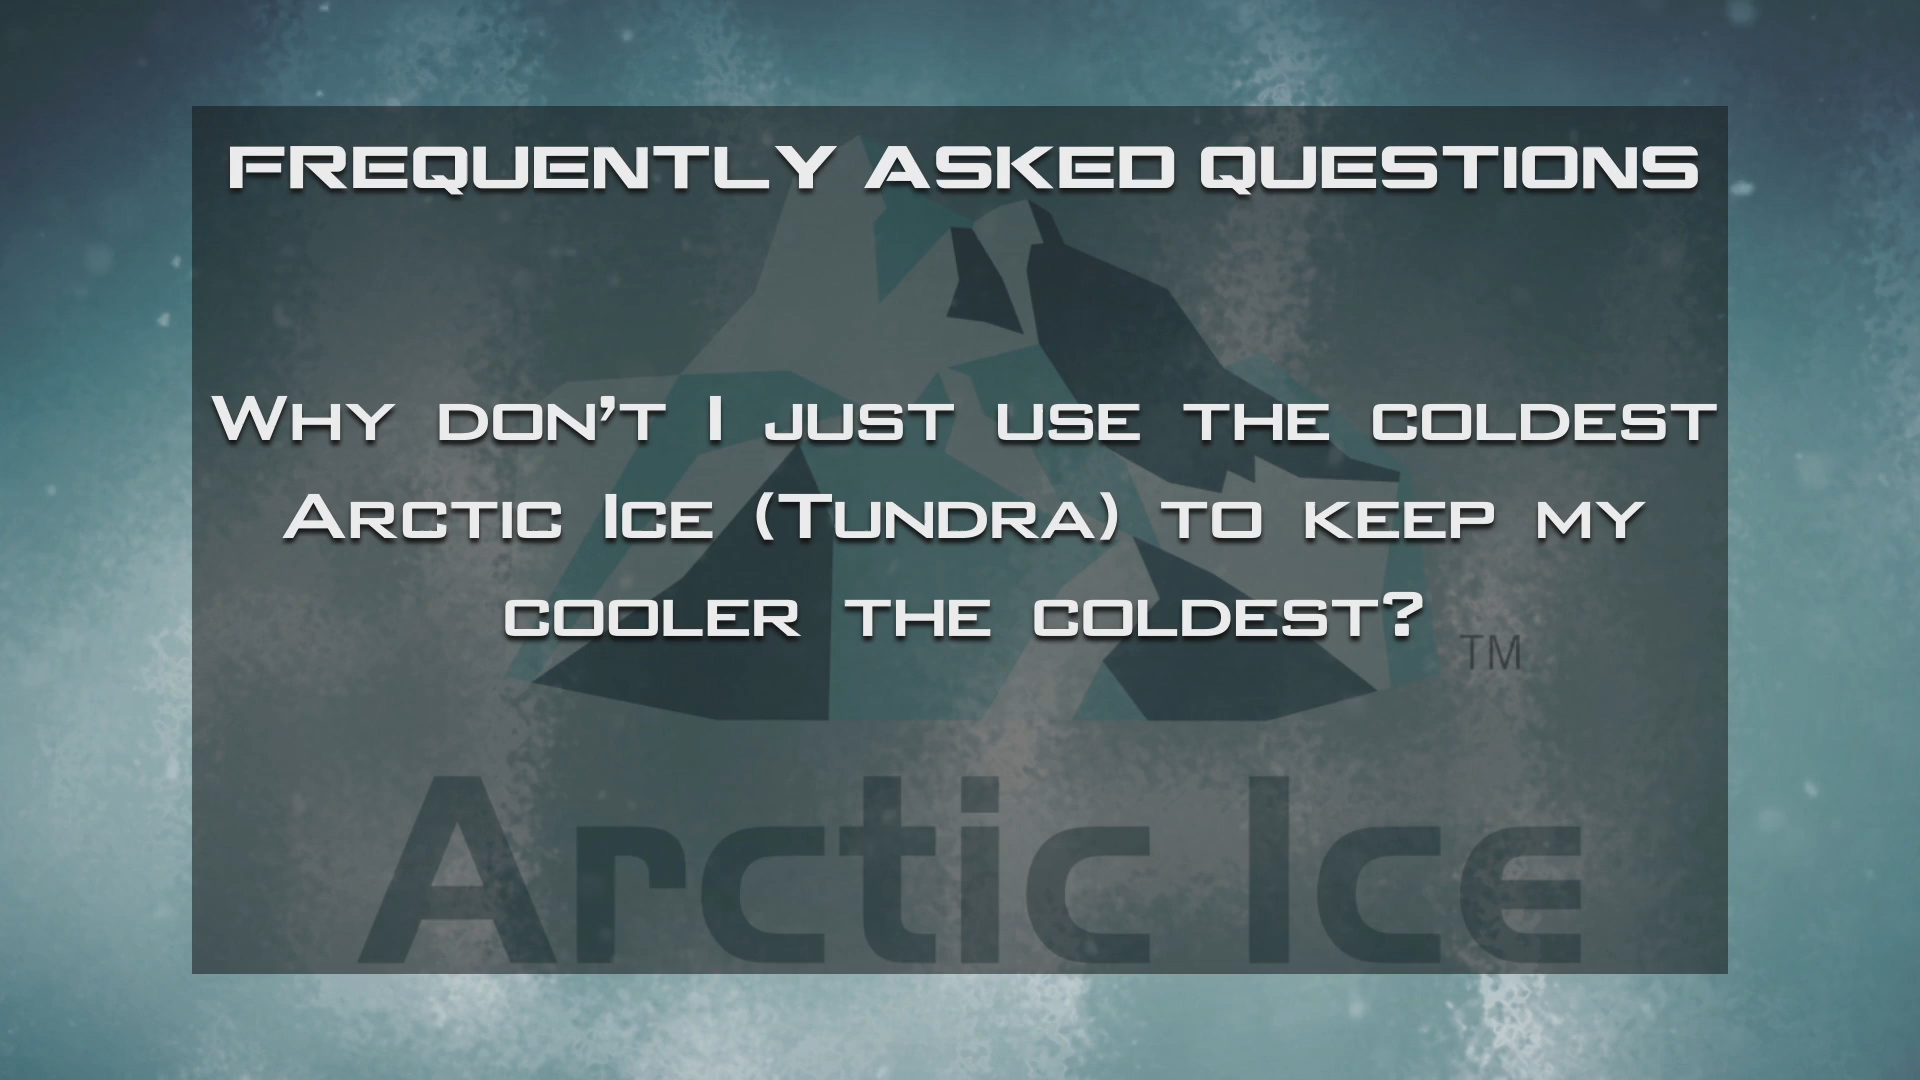 FREQUENTLY ASKED QUESTIONS
Why don't I just use the coldest
Arctic Ice (Tundra) to keep my
cooler the coldest?
TM
Arctic Ice